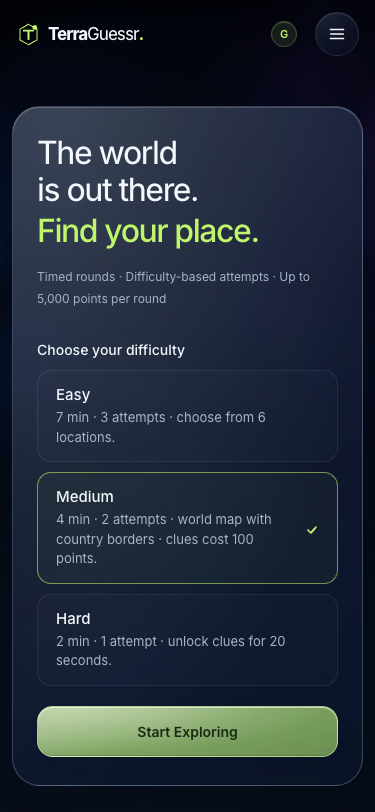 TerraGuessr.
G
The world
is out there.
Find your place.
Timed rounds · Difficulty-based attempts · Up to
5,000 points per round
Choose your difficulty
Easy
7 min · 3 attempts · choose from 6
locations.
Medium
4 min · 2 attempts · world map with
country borders · clues cost 100
points.
Hard
2 min · 1 attempt · unlock clues for 20
seconds.
Start Exploring